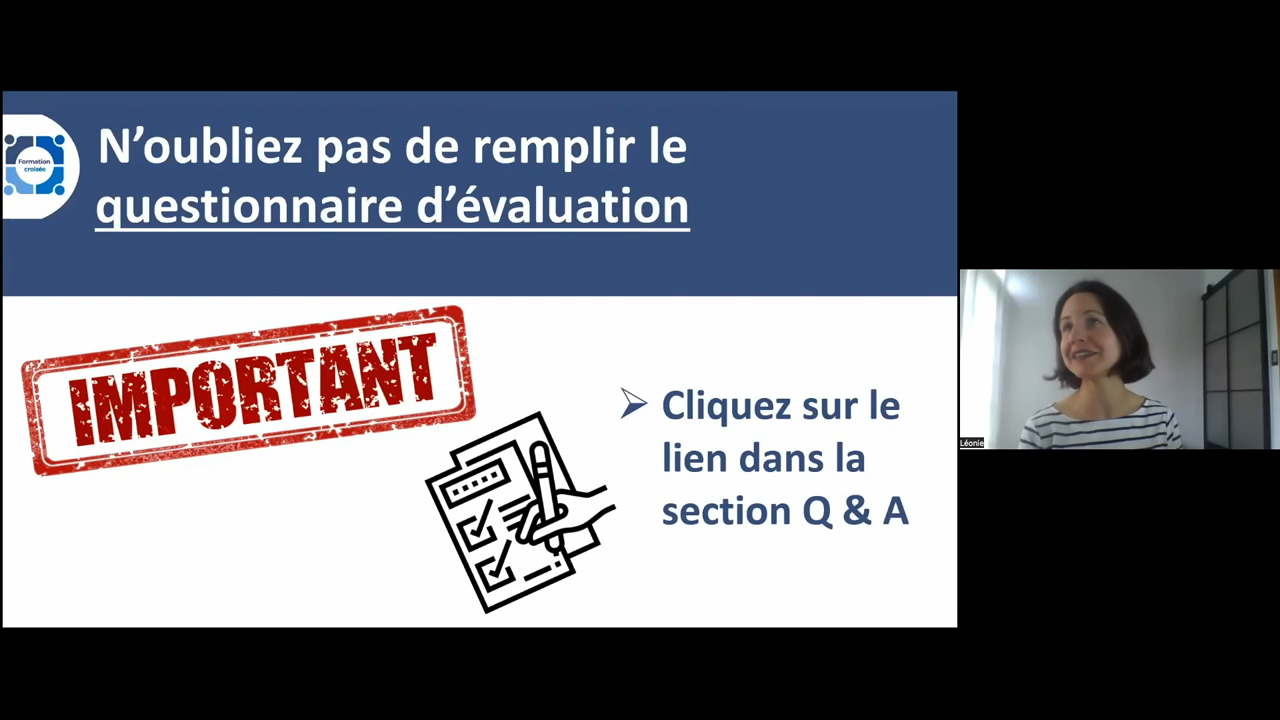 Formation
croisée
N’oubliez pas de remplir le
questionnaire d’évaluation
IMPORTANT
Cliquez sur le
lien dans la
section Q & A
Léonie